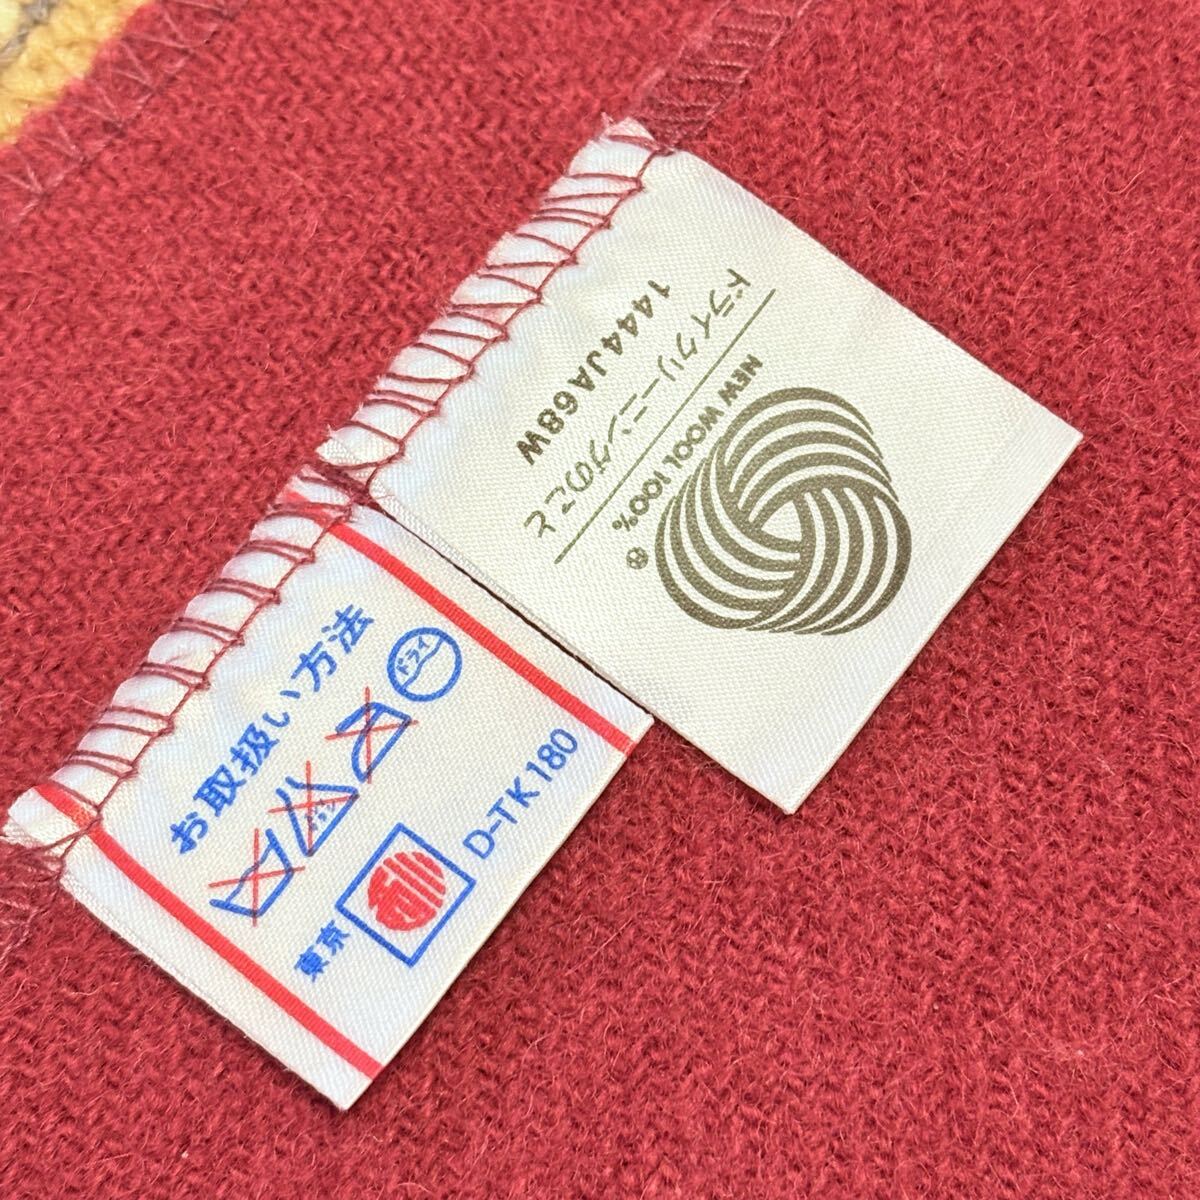 NEW WOOL 100%
ドライクリーニングのこと
1444JA68W
お取扱い方法
ドライ
東京
D-TK180